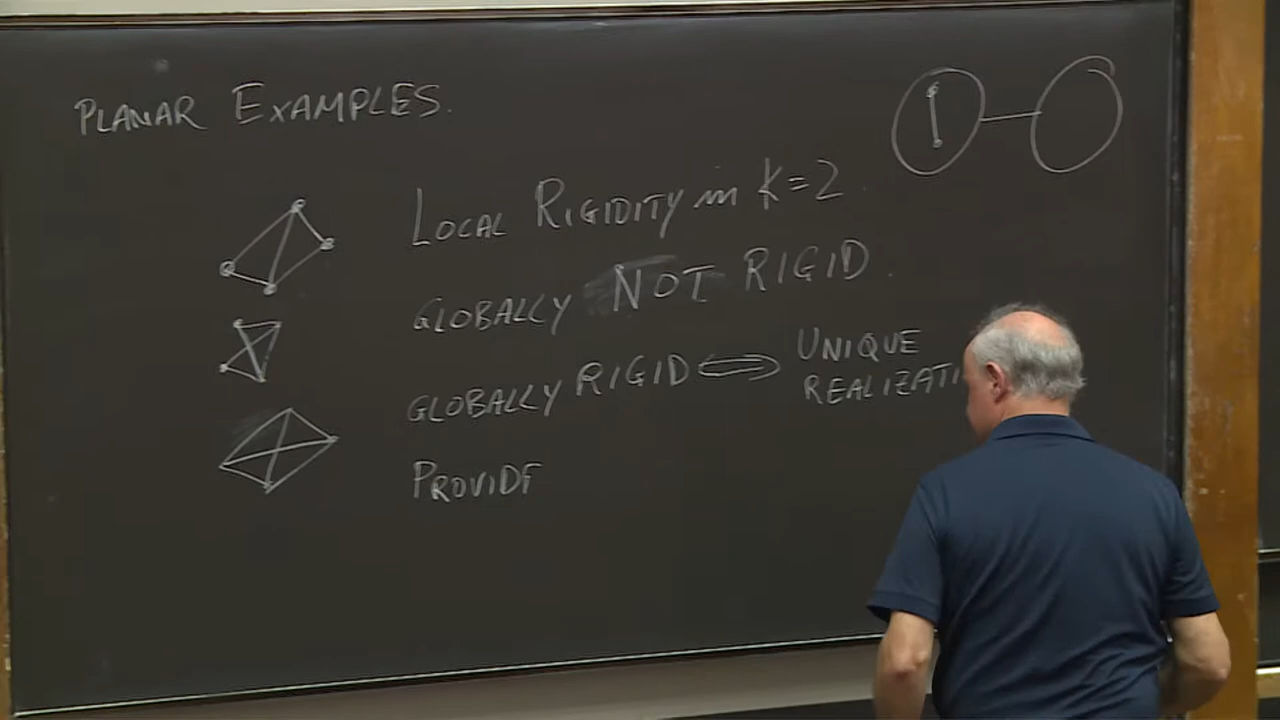 PLANAR EXAMPLES.
LOCAL RIGIDITY in K=2.
GLOBALLY NOT RIGID.
GLOBALLY RIGID ⟺ UNIQUE
REALIZATI
PROVIDE